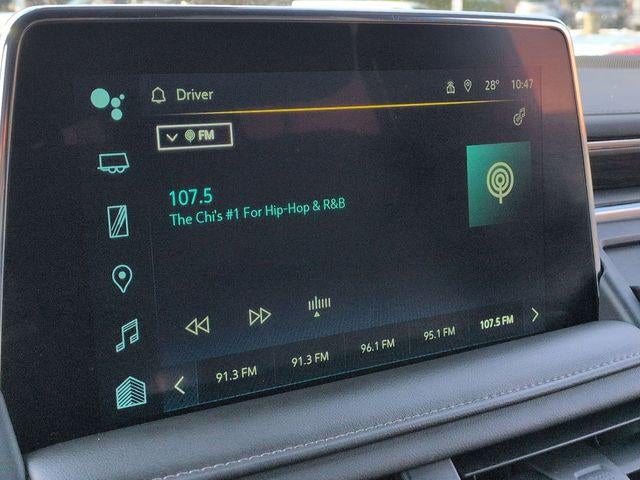 Driver 28° 10:47
FM
107.5
The Chi's #1 For Hip-Hop & R&B
91.3 FM 91.3 FM 96.1 FM 95.1 FM 107.5 FM